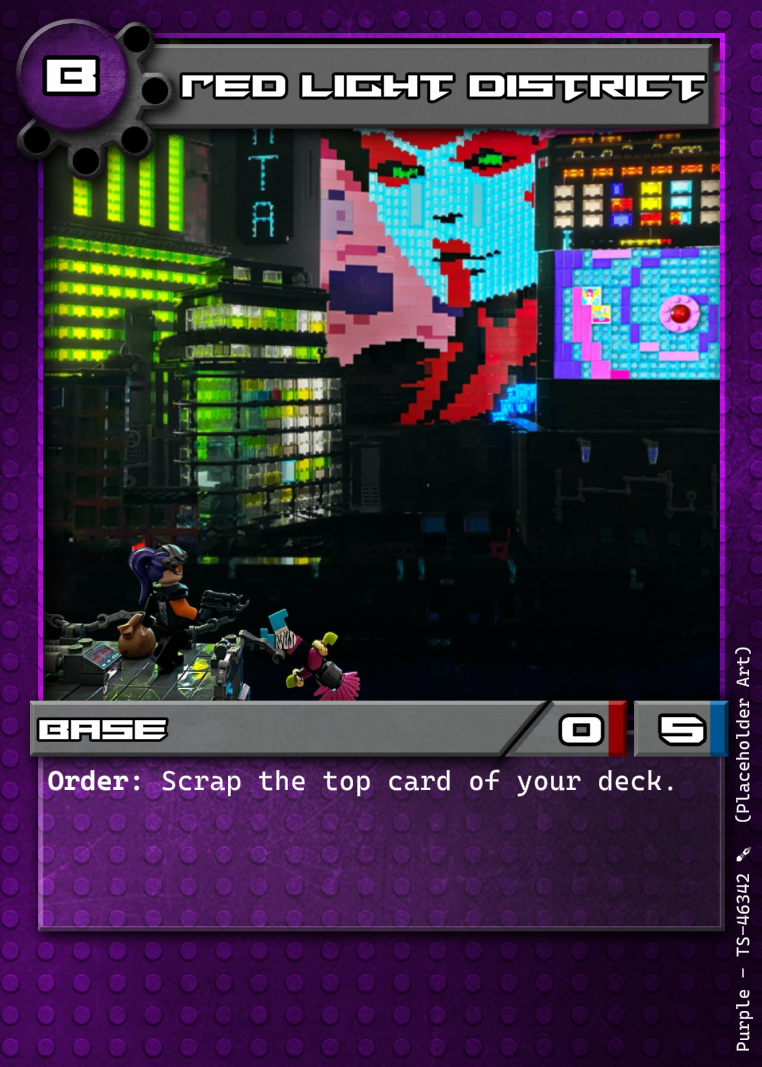 B
RED LIGHT DISTRICT
TA
BASE
0
5
Order: Scrap the top card of your deck.
Purple - TS-46342 (Placeholder Art)